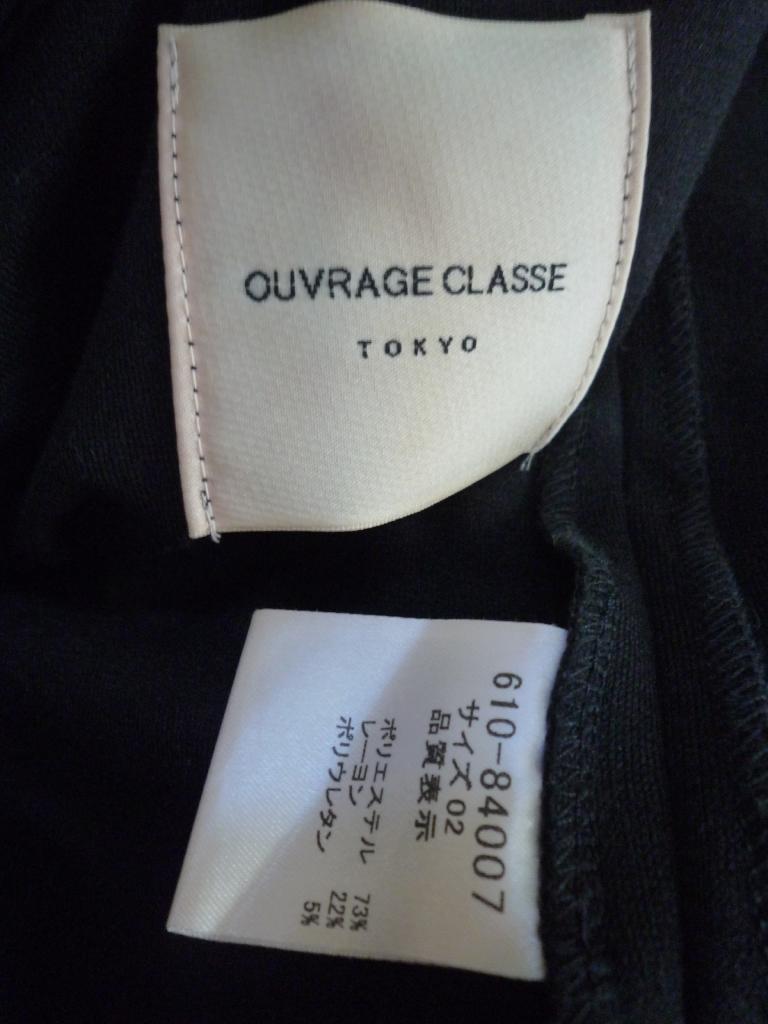 OUVRAGE CLASSE
TOKYO
610-84007
サイズ 02
品質表示
ポリエステル 73%
レーヨン 22%
ポリウレタン 5%